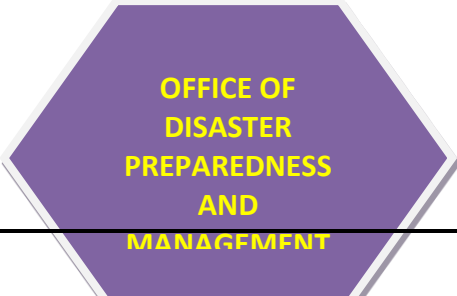 OFFICE OF
DISASTER
PREPAREDNESS
AND
MANAGEMENT